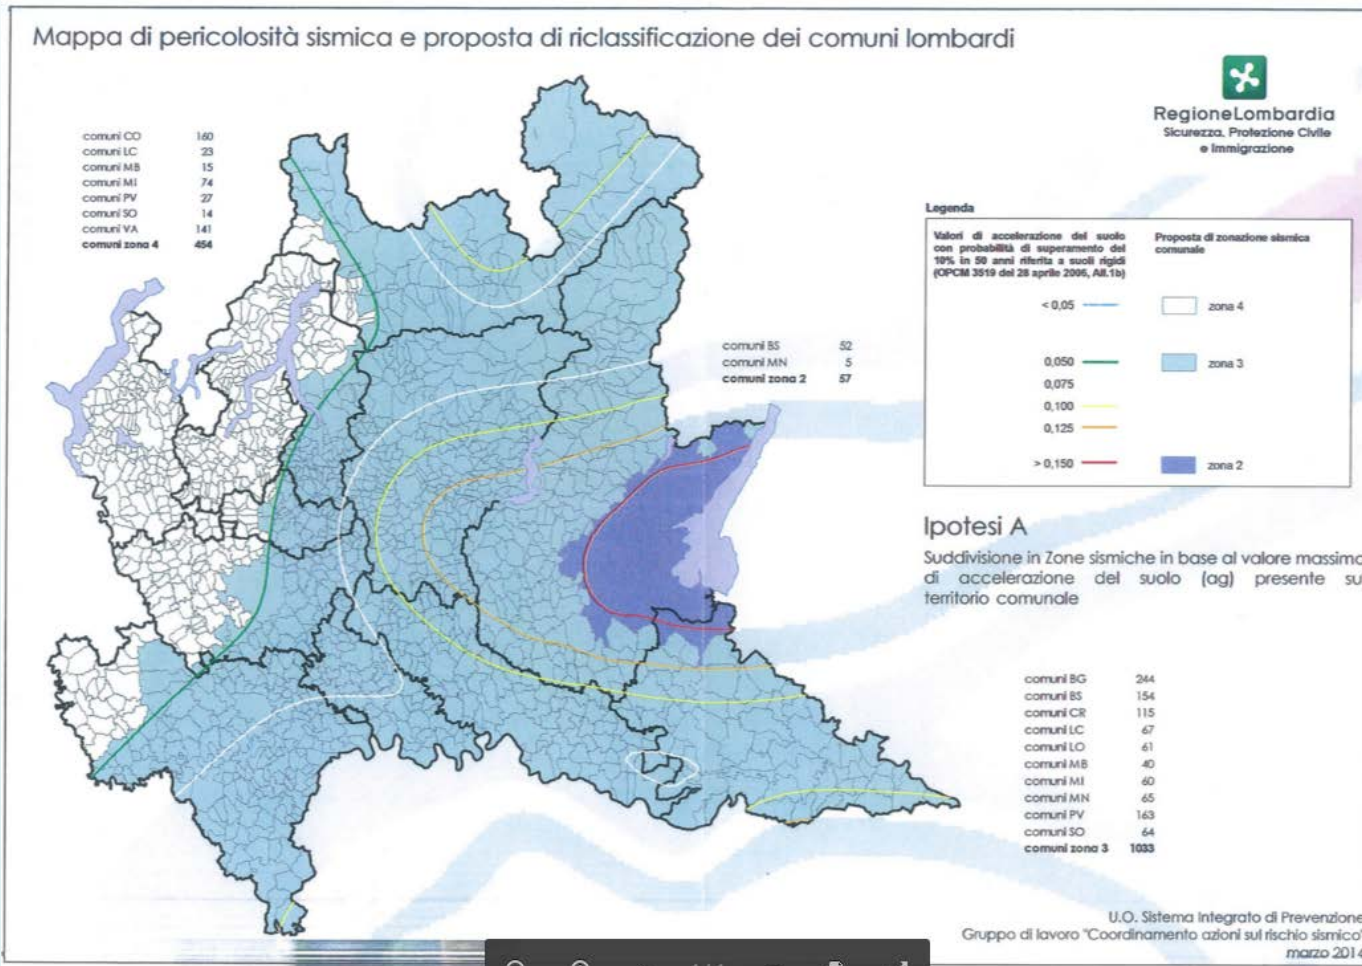 Mappa di pericolosità sismica e proposta di riclassificazione dei comuni lombardi
RegioneLombardia
Sicurezza, Protezione Civile
e Immigrazione
comuni CO 160
comuni LC 23
comuni MB 15
comuni MI 74
comuni PV 27
comuni SO 14
comuni VA 141
comuni zona 4 454
comuni BS 52
comuni MN 5
comuni zona 2 57
Legenda
Valori di accelerazione del suolo
con probabilità di superamento del
10% in 50 anni riferita a suoli rigidi
(OPCM 3519 del 28 aprile 2006, All.1b)
Proposta di zonazione sismica
comunale
< 0,05 zona 4
0,050 zona 3
0,075
0,100
0,125
> 0,150 zona 2
Ipotesi A
Suddivisione in Zone sismiche in base al valore massimo
di accelerazione del suolo (ag) presente su
territorio comunale
comuni BG 244
comuni BS 154
comuni CR 115
comuni LC 67
comuni LO 61
comuni MB 40
comuni MI 60
comuni MN 65
comuni PV 163
comuni SO 64
comuni zona 3 1033
U.O. Sistema Integrato di Prevenzione
Gruppo di lavoro "Coordinamento azioni sul rischio sismico"
marzo 2014